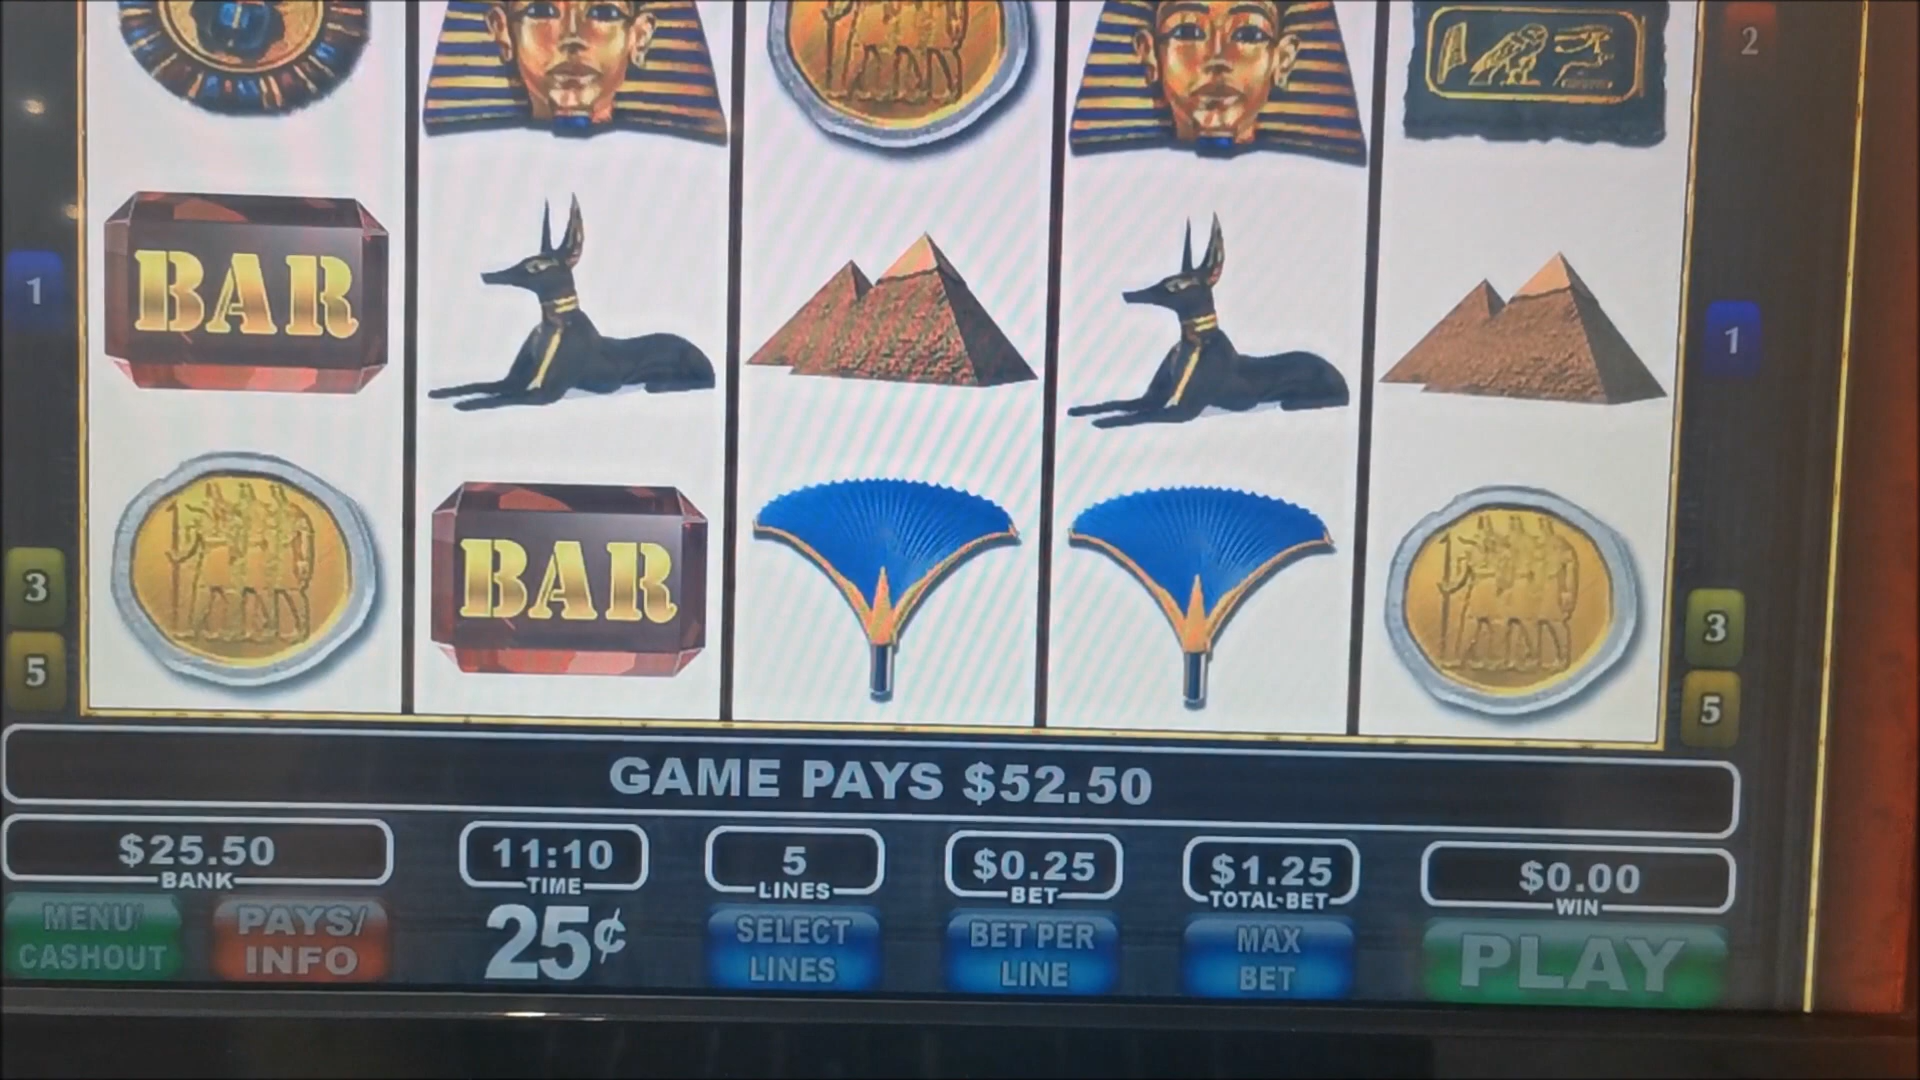 2
BAR
1
1
BAR
3
3
5
5
GAME PAYS $52.50
$25.50
BANK
11:10
TIME
5
LINES
$0.25
BET
$1.25
TOTAL-BET
$0.00
WIN
MENU/
CASHOUT
PAYS/
INFO
25¢
SELECT
LINES
BET PER
LINE
MAX
BET
PLAY